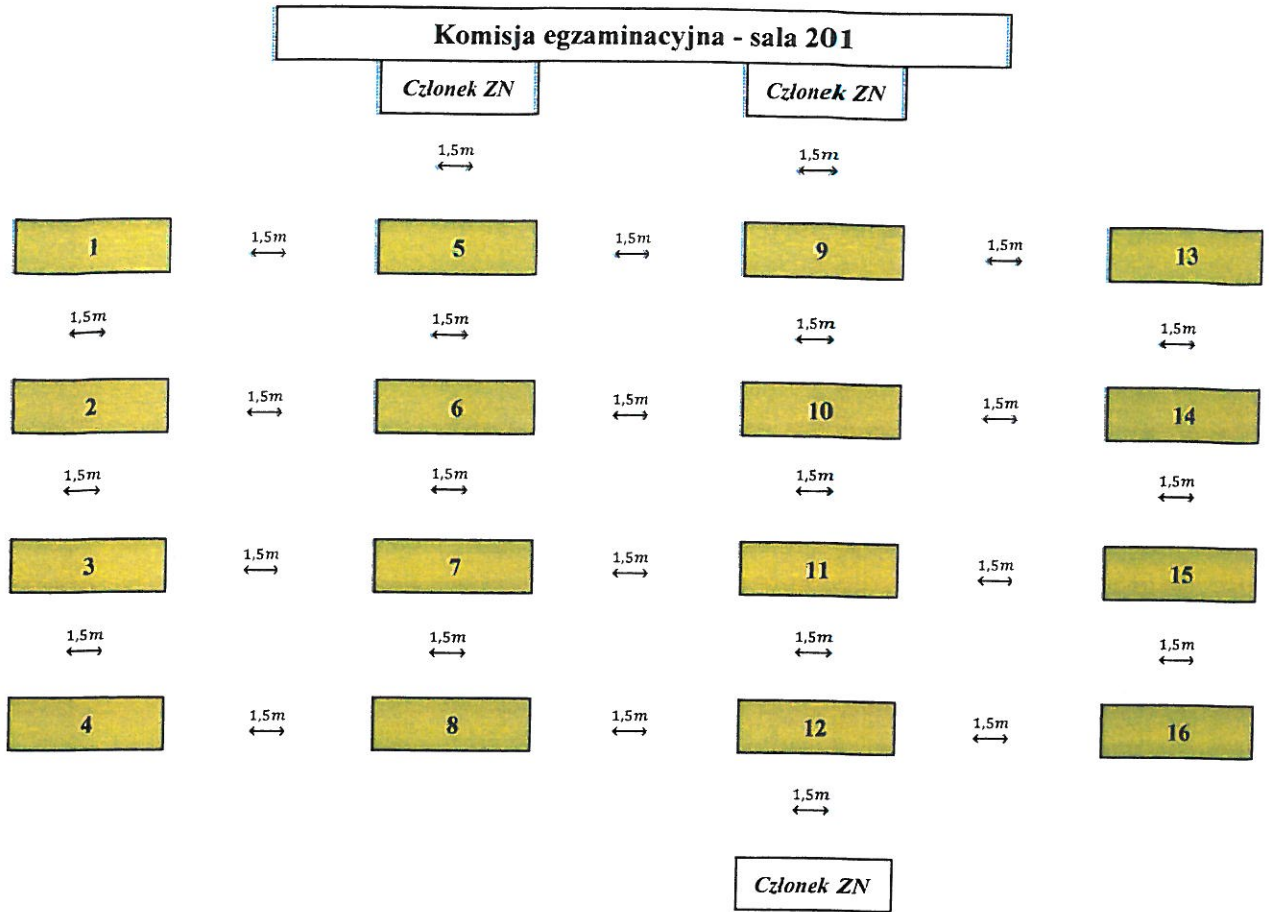 Komisja egzaminacyjna - sala 201
Członek ZN Członek ZN
1,5m 1,5m
1 1,5m 5 1,5m 9 1,5m 13
1,5m 1,5m 1,5m 1,5m
2 1,5m 6 1,5m 10 1,5m 14
1,5m 1,5m 1,5m 1,5m
3 1,5m 7 1,5m 11 1,5m 15
1,5m 1,5m 1,5m 1,5m
4 1,5m 8 1,5m 12 1,5m 16
1,5m
Członek ZN